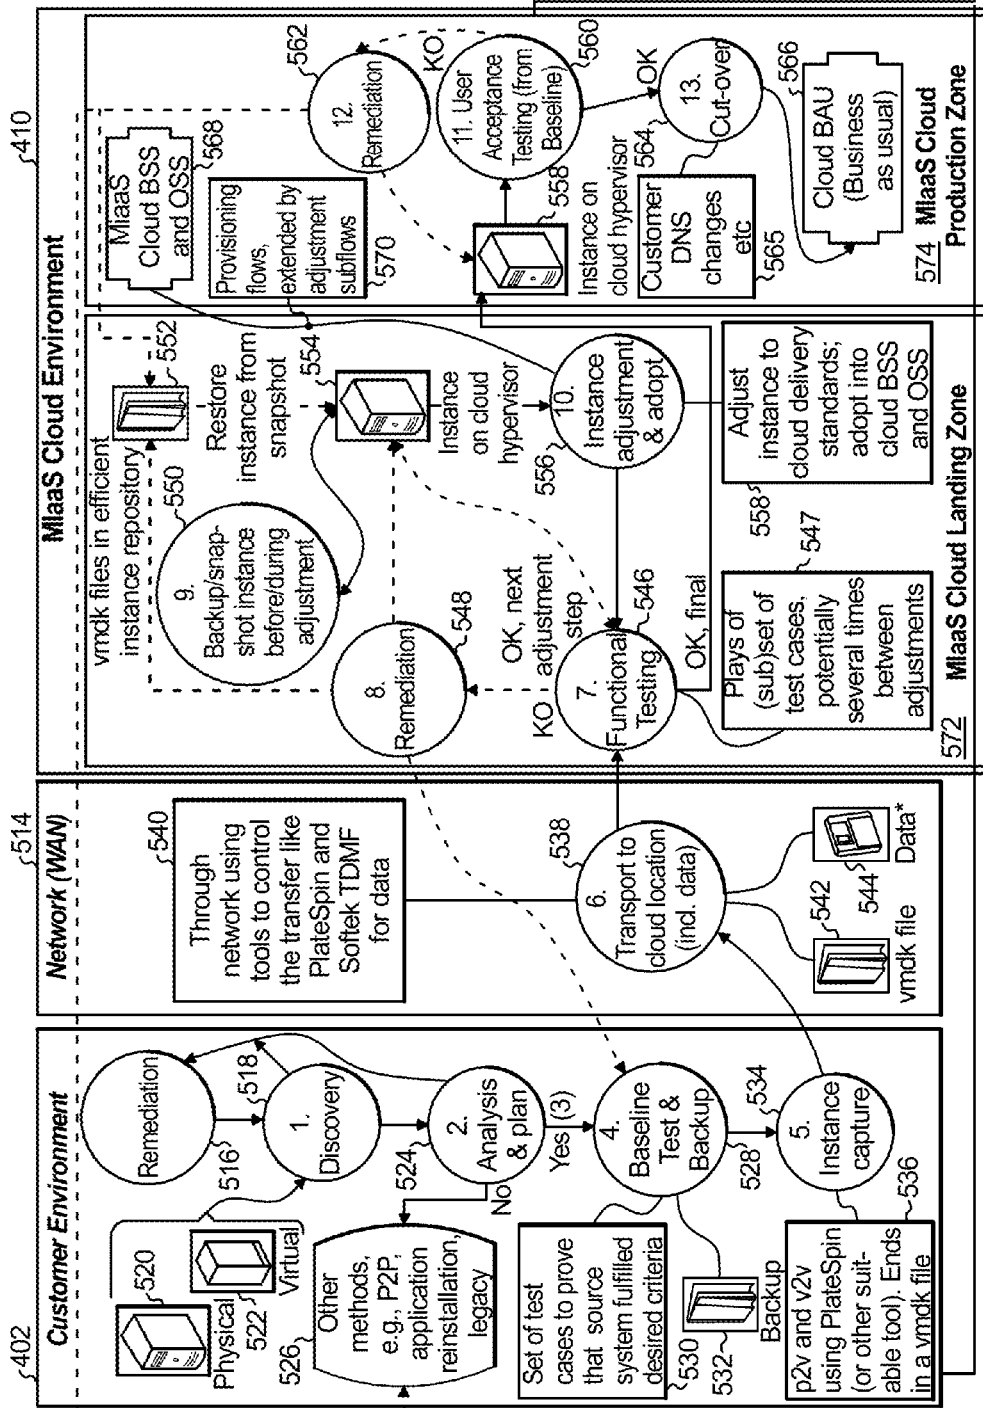 402
Customer Environment
Remediation
516
518
1.
Discovery
520
Physical
522
Virtual
524
2.
Analysis
& plan
No
Yes (3)
526
Other
methods,
e.g., P2P,
application
reinstallation,
legacy
4.
Baseline
Test &
Backup
528
Set of test
cases to prove
that source
system fulfilled
desired criteria
530
532
Backup
534
5.
Instance
capture
536
p2v and v2v
using PlateSpin
(or other suit-
able tool). Ends
in a vmdk file
514
Network (WAN)
540
Through
network using
tools to control
the transfer like
PlateSpin and
Softek TDMF
for data
538
6.
Transport to
cloud location
(incl. data)
542
vmdk file
544
Data*
410
MIaaS Cloud Environment
vmdk files in efficient
instance repository
552
550
9.
Backup/snap-
shot instance
before/during
adjustment
Restore
instance from
snapshot
554
Instance
on cloud
hypervisor
8.
Remediation
548
KO
OK, next
adjustment
step
7.
Functional
Testing
546
OK, final
556
10.
Instance
adjustment
& adopt
547
Plays of
(sub)set of
test cases,
potentially
several times
between
adjustments
558
Adjust
instance to
cloud delivery
standards;
adopt into
cloud BSS
and OSS
572
MIaaS Cloud Landing Zone
MIaaS
Cloud BSS
and OSS
568
Provisioning
flows,
extended by
adjustment
subflows
570
562
12.
Remediation
KO
11. User
Acceptance
Testing (from
Baseline)
560
558
Instance on
cloud hypervisor
OK
564
13.
Cut-over
Customer
DNS
changes
etc
565
566
Cloud BAU
(Business
as usual)
574
MIaaS Cloud
Production Zone